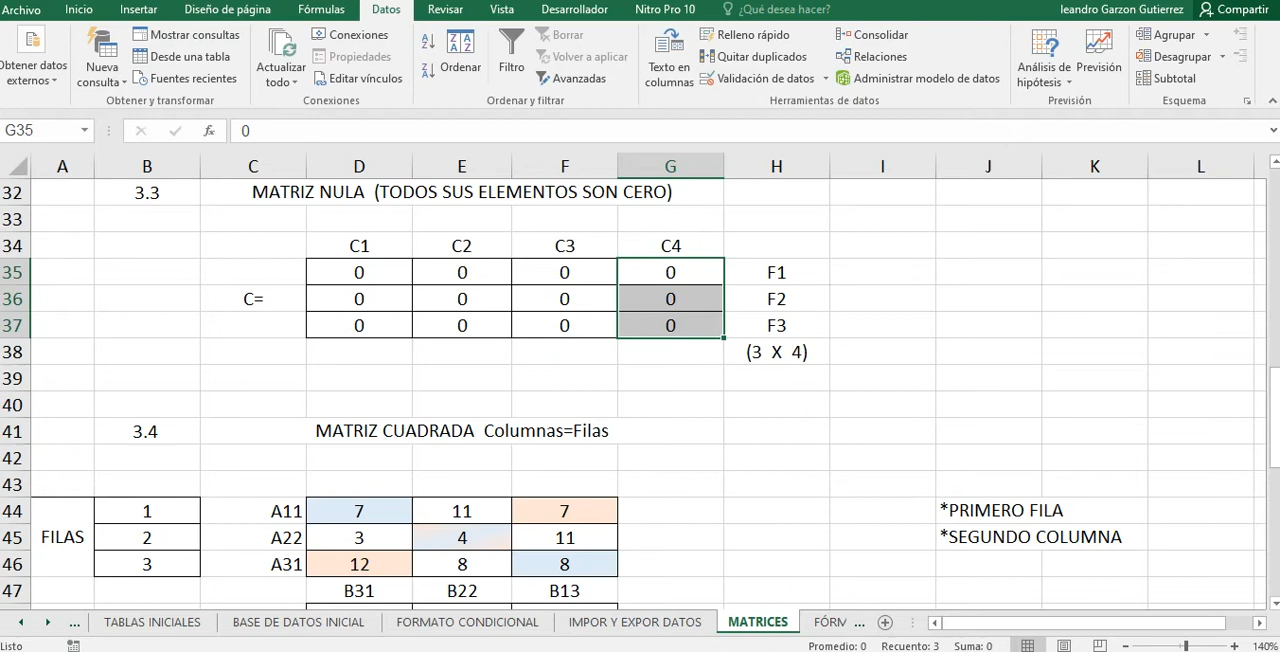 Archivo Inicio Insertar Diseño de página Fórmulas Datos Revisar Vista Desarrollador Nitro Pro 10 ¿Qué desea hacer? leandro Garzon Gutierrez Compartir
Obtener datos externos
Nueva consulta
Mostrar consultas
Desde una tabla
Fuentes recientes
Obtener y transformar
Actualizar todo
Conexiones
Propiedades
Editar vínculos
Conexiones
Ordenar
Filtro
Borrar
Volver a aplicar
Avanzadas
Ordenar y filtrar
Texto en columnas
Relleno rápido
Quitar duplicados
Validación de datos
Consolidar
Relaciones
Administrar modelo de datos
Herramientas de datos
Análisis de hipótesis
Previsión
Previsión
Agrupar
Desagrupar
Subtotal
Esquema
G35 fx 0
A B C D E F G H I J K L
32 3.3 MATRIZ NULA (TODOS SUS ELEMENTOS SON CERO)
33
34 C1 C2 C3 C4
35 0 0 0 0 F1
36 C= 0 0 0 0 F2
37 0 0 0 0 F3
38 (3 X 4)
39
40
41 3.4 MATRIZ CUADRADA Columnas=Filas
42
43
44 1 A11 7 11 7 *PRIMERO FILA
45 FILAS 2 A22 3 4 11 *SEGUNDO COLUMNA
46 3 A31 12 8 8
47 B31 B22 B13
... TABLAS INICIALES BASE DE DATOS INICIAL FORMATO CONDICIONAL IMPOR Y EXPOR DATOS MATRICES FÓRM ...
Listo Promedio: 0 Recuento: 3 Suma: 0 140%